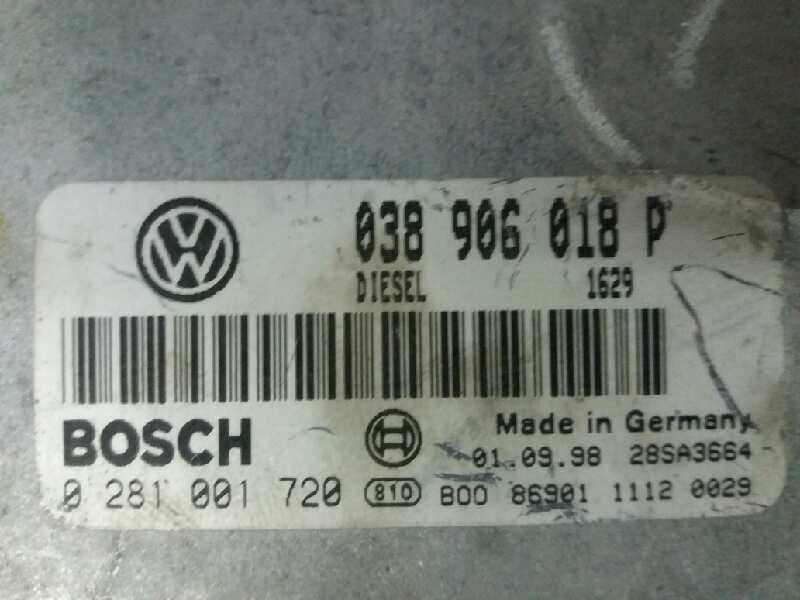 038 906 018 P
DIESEL 1629
BOSCH
Made in Germany
01.09.98 28SA3664
0 281 001 720 810 B00 86901 1112 0029